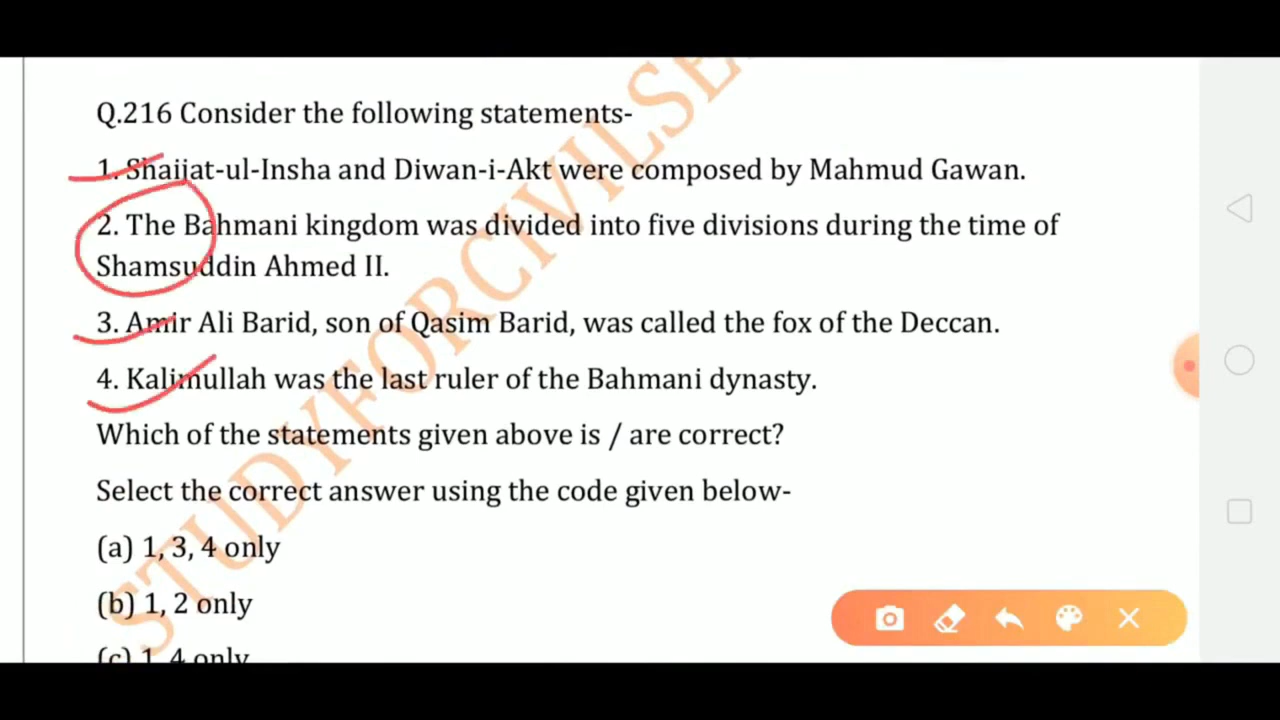 Q.216 Consider the following statements-
1. Shaijat-ul-Insha and Diwan-i-Akt were composed by Mahmud Gawan.
2. The Bahmani kingdom was divided into five divisions during the time of
Shamsuddin Ahmed II.
3. Amir Ali Barid, son of Qasim Barid, was called the fox of the Deccan.
4. Kalimullah was the last ruler of the Bahmani dynasty.
Which of the statements given above is / are correct?
Select the correct answer using the code given below-
(a) 1, 3, 4 only
(b) 1, 2 only
(c) 1, 4 only
STUDYFORCIVILSE